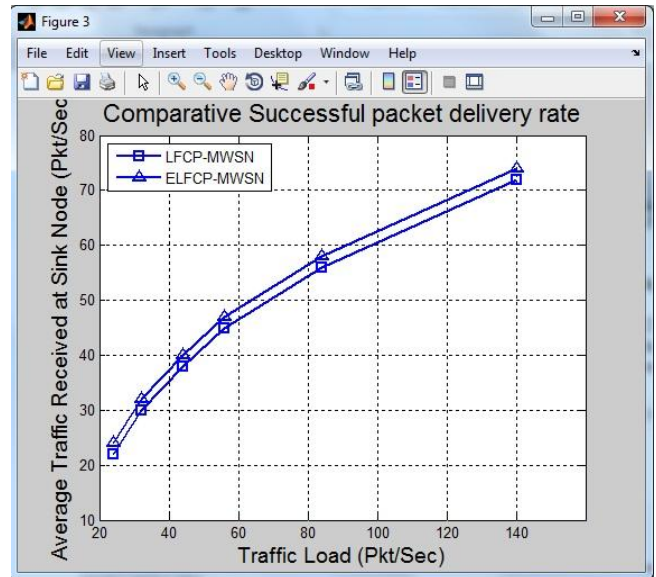 Figure 3
File Edit View Insert Tools Desktop Window Help
Comparative Successful packet delivery rate
Average Traffic Received at Sink Node (Pkt/Sec
LFCP-MWSN
ELFCP-MWSN
80
70
60
50
40
30
20
10
20 40 60 80 100 120 140
Traffic Load (Pkt/Sec)